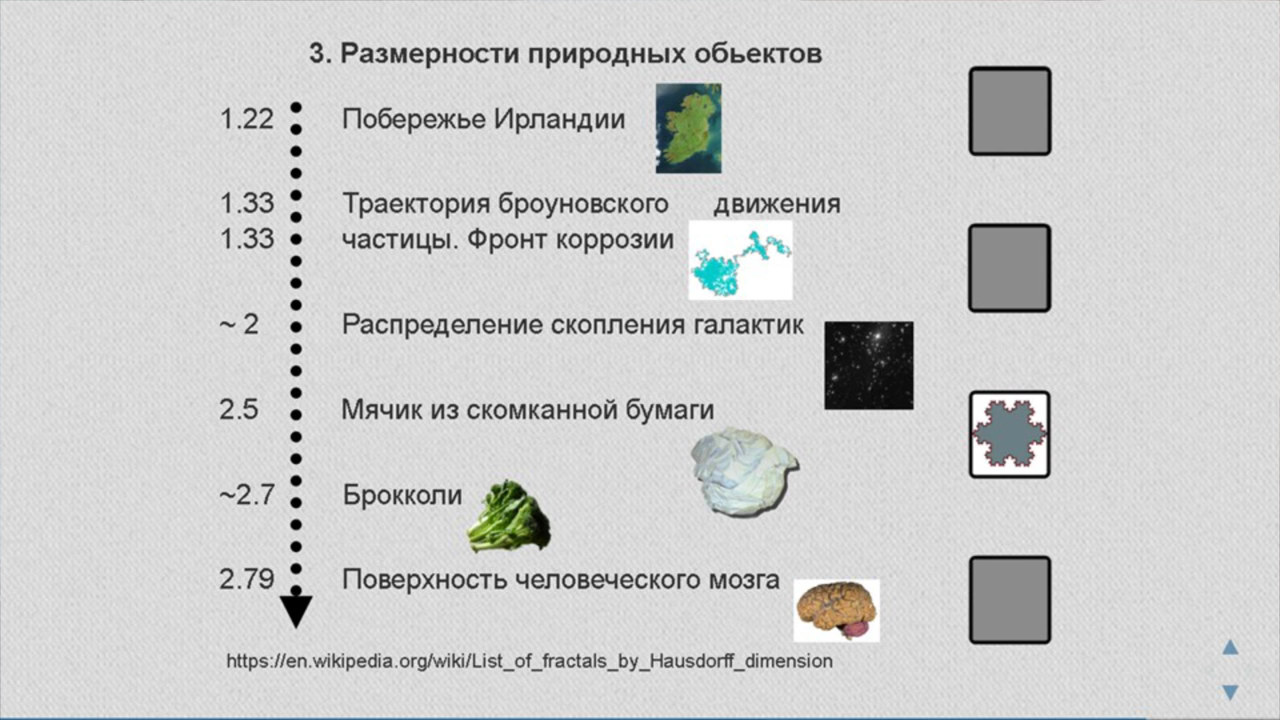 3. Размерности природных обьектов
1.22 Побережье Ирландии
1.33 Траектория броуновского движения
1.33 частицы. Фронт коррозии
~ 2 Распределение скопления галактик
2.5 Мячик из скомканной бумаги
~2.7 Брокколи
2.79 Поверхность человеческого мозга
https://en.wikipedia.org/wiki/List_of_fractals_by_Hausdorff_dimension